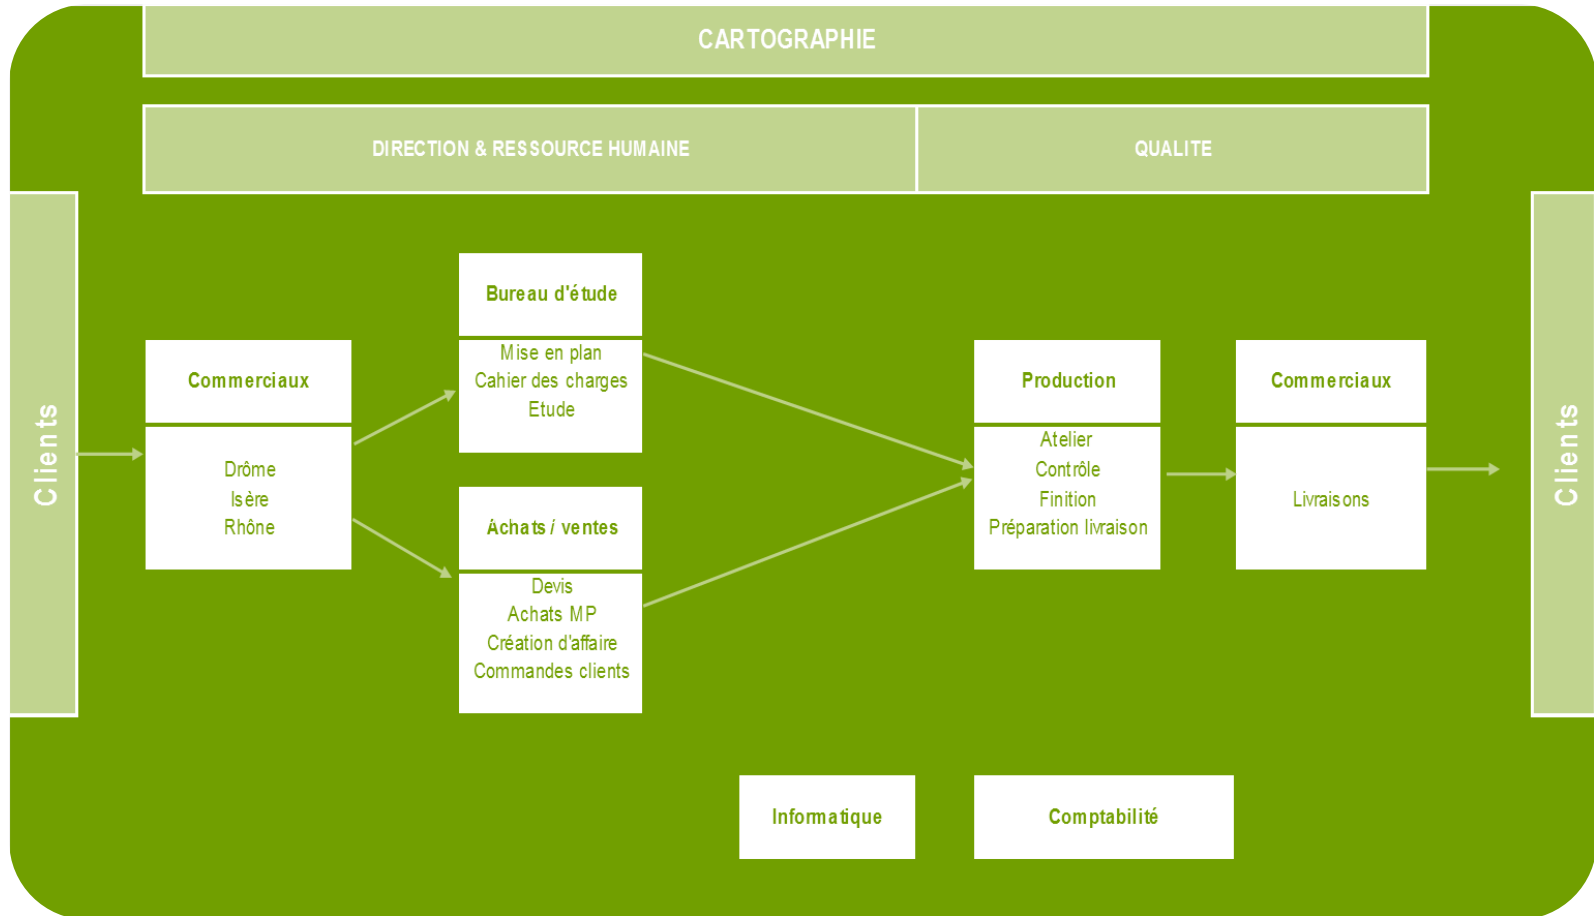 CARTOGRAPHIE
DIRECTION & RESSOURCE HUMAINE
QUALITE
Clients
Commerciaux
Drôme
Isère
Rhône
Bureau d'étude
Mise en plan
Cahier des charges
Etude
Achats / ventes
Devis
Achats MP
Création d'affaire
Commandes clients
Production
Atelier
Contrôle
Finition
Préparation livraison
Commerciaux
Livraisons
Clients
Informatique
Comptabilité